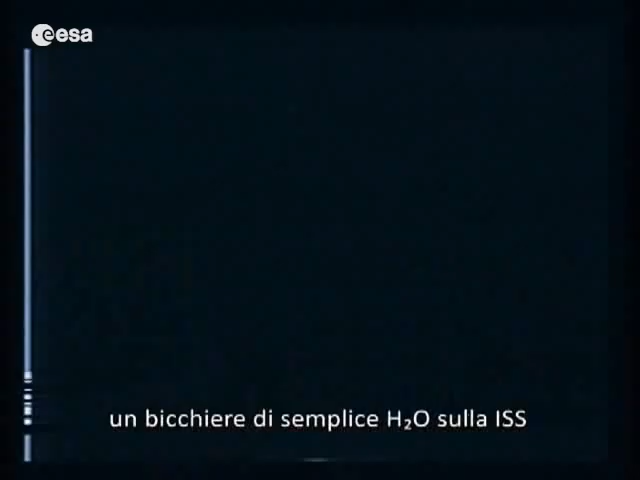 esa
un bicchiere di semplice H₂O sulla ISS